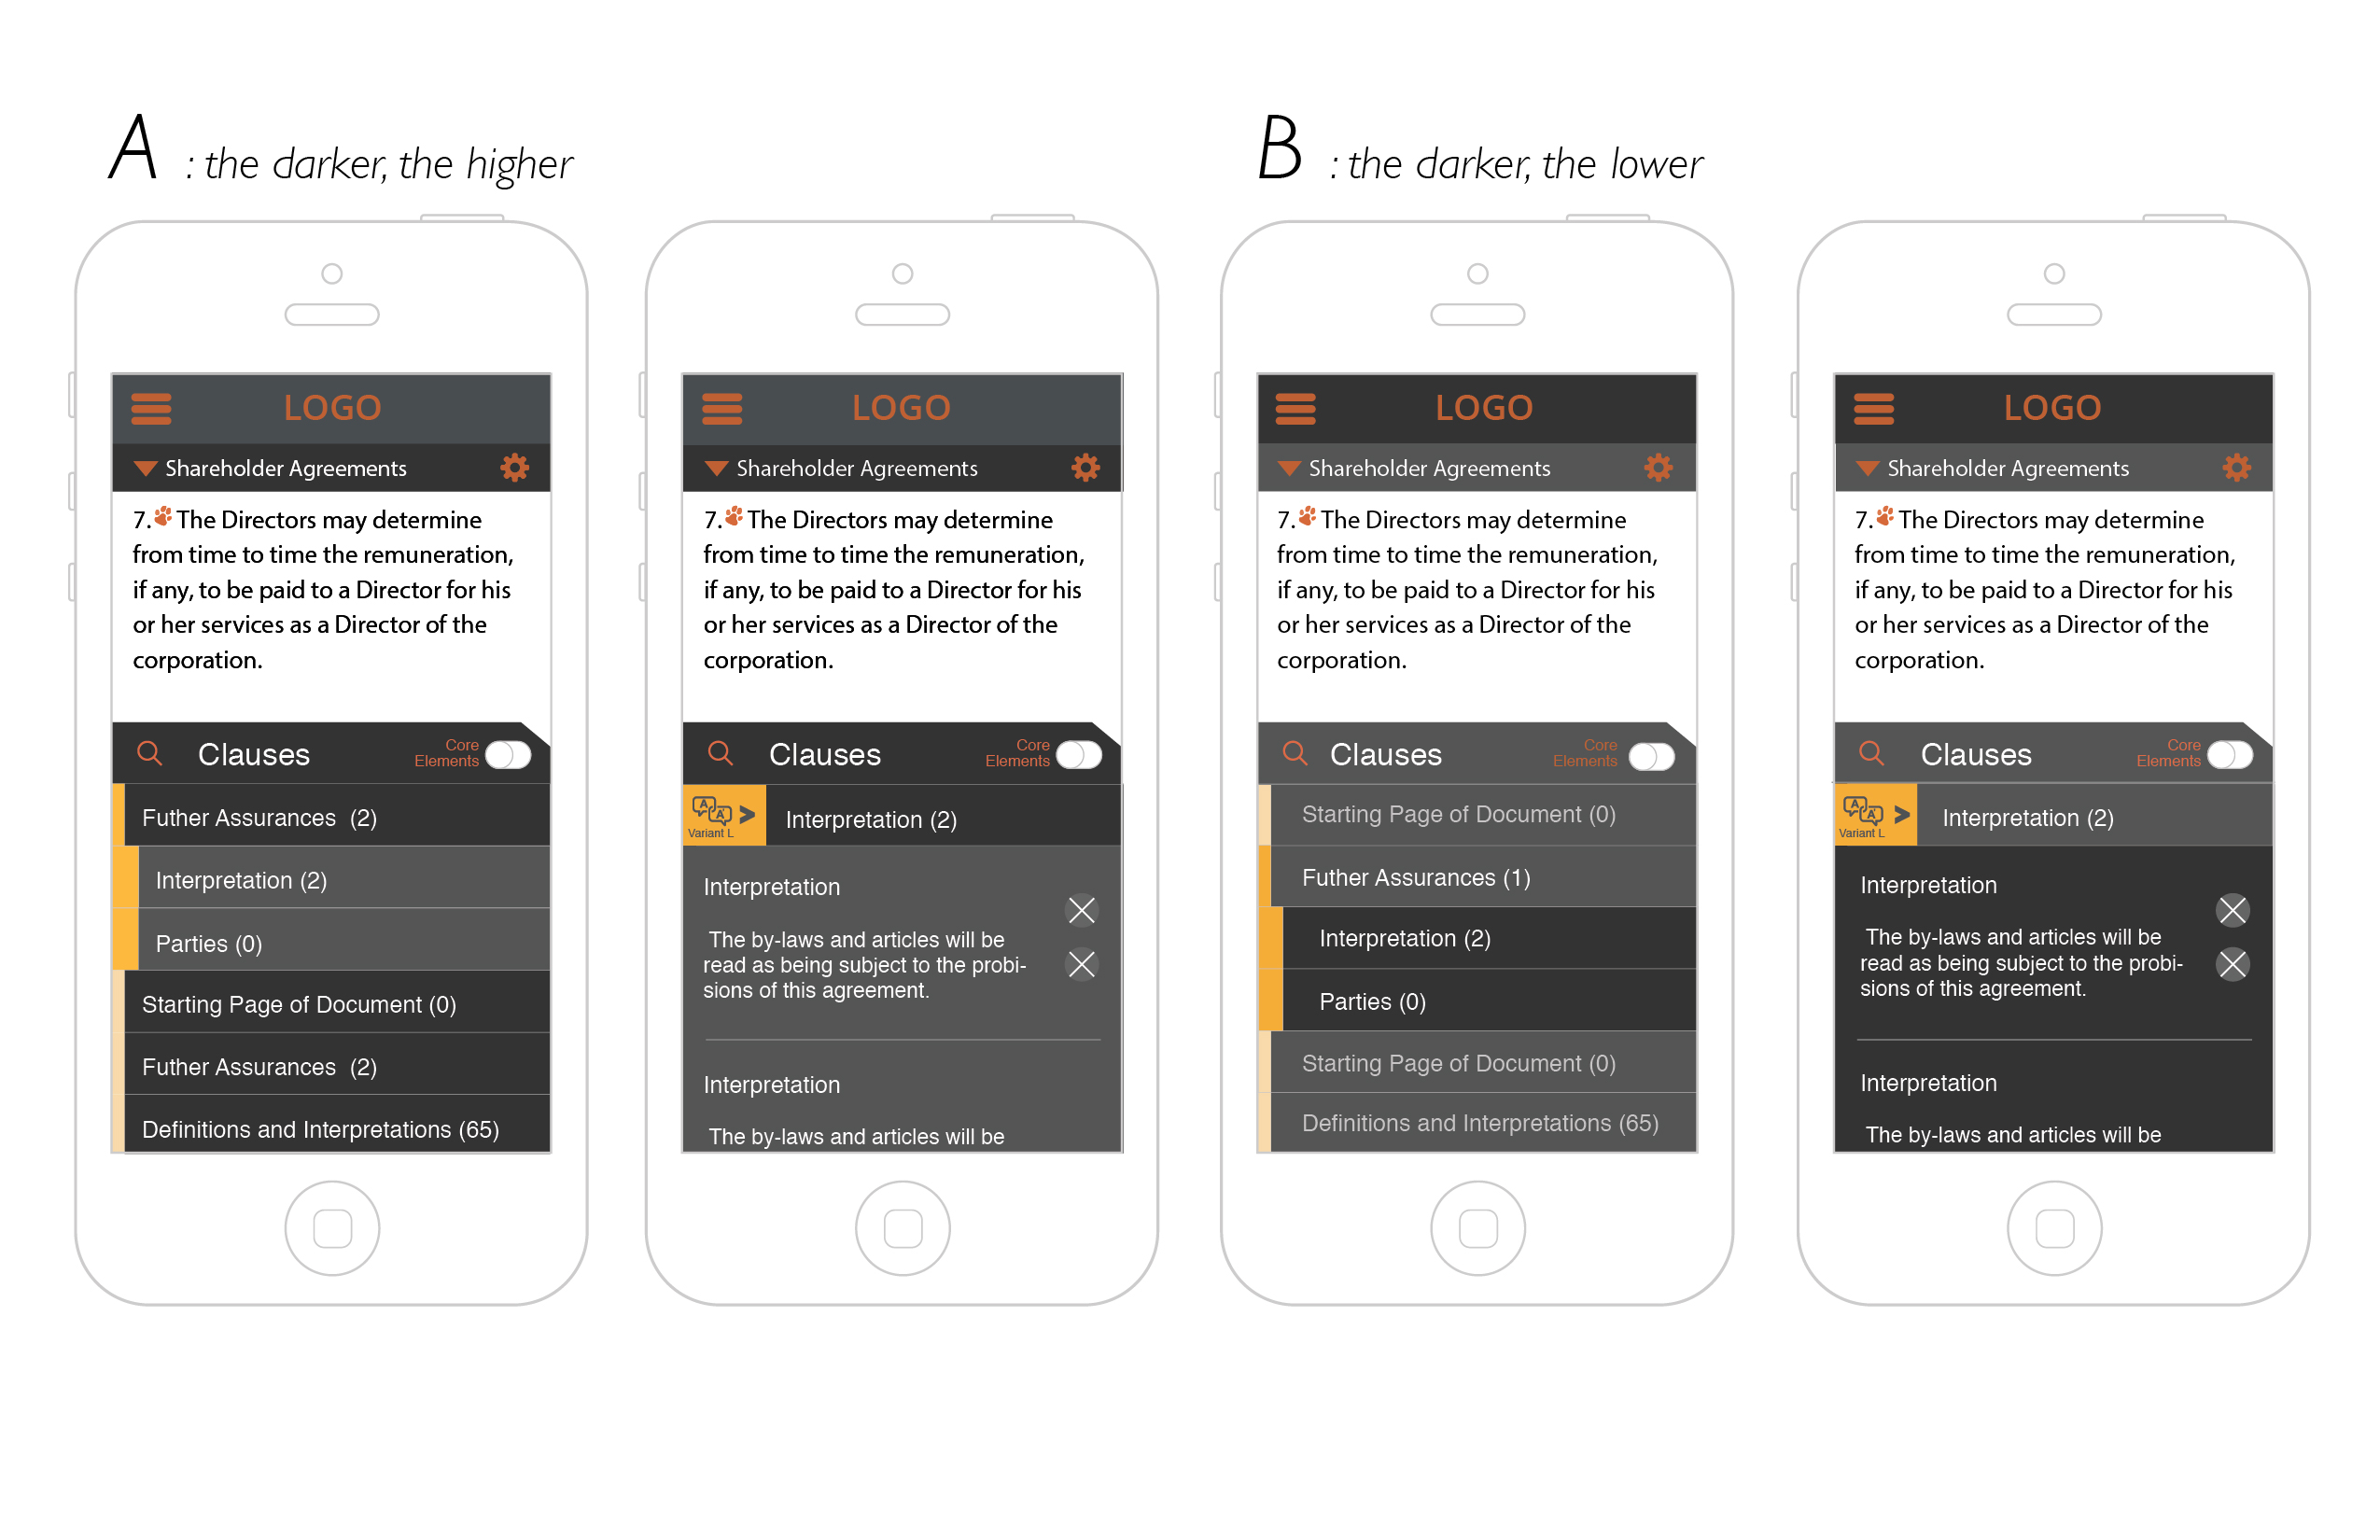 A : the darker, the higher
B : the darker, the lower
LOGO
Shareholder Agreements
7. The Directors may determine
from time to time the remuneration,
if any, to be paid to a Director for his
or her services as a Director of the
corporation.
Clauses
Core
Elements
Futher Assurances (2)
Interpretation (2)
Parties (0)
Starting Page of Document (0)
Futher Assurances (2)
Definitions and Interpretations (65)
LOGO
Shareholder Agreements
7. The Directors may determine
from time to time the remuneration,
if any, to be paid to a Director for his
or her services as a Director of the
corporation.
Clauses
Core
Elements
A A
Variant L
>
Interpretation (2)
Interpretation
The by-laws and articles will be
read as being subject to the probi-
sions of this agreement.
Interpretation
The by-laws and articles will be
LOGO
Shareholder Agreements
7. The Directors may determine
from time to time the remuneration,
if any, to be paid to a Director for his
or her services as a Director of the
corporation.
Clauses
Core
Elements
Starting Page of Document (0)
Futher Assurances (1)
Interpretation (2)
Parties (0)
Starting Page of Document (0)
Definitions and Interpretations (65)
LOGO
Shareholder Agreements
7. The Directors may determine
from time to time the remuneration,
if any, to be paid to a Director for his
or her services as a Director of the
corporation.
Clauses
Core
Elements
A A
Variant L
>
Interpretation (2)
Interpretation
The by-laws and articles will be
read as being subject to the probi-
sions of this agreement.
Interpretation
The by-laws and articles will be